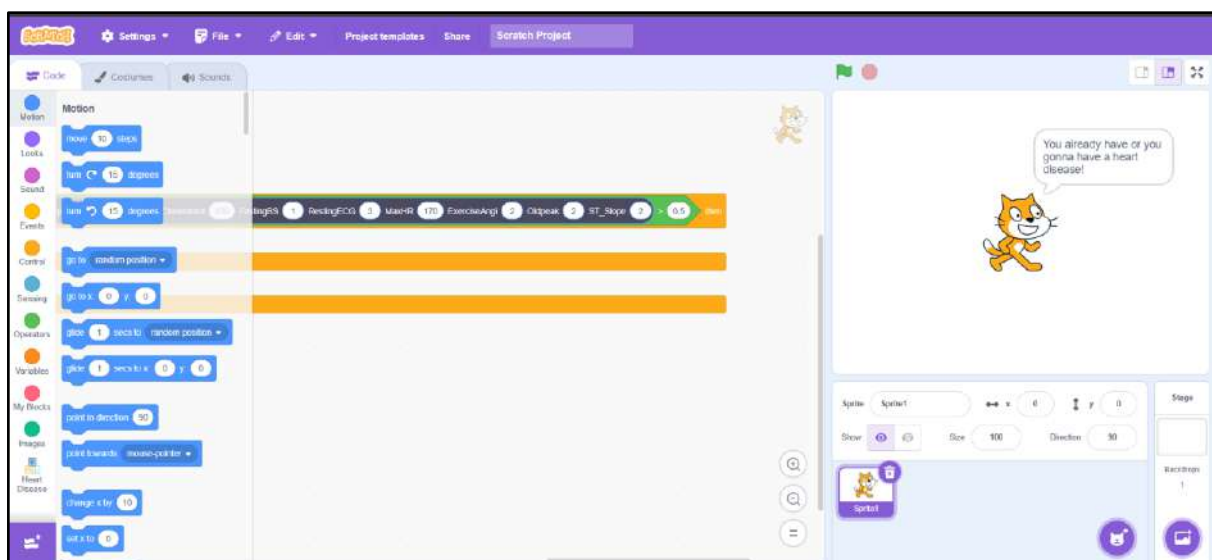 SCRATCH Settings File Edit Project templates Share Scratch Project
Code Costumes Sounds
Motion
Looks
Sound
Events
Control
Sensing
Operators
Variables
My Blocks
Images
Heart
Disease
Motion
move 10 steps
turn 15 degrees
turn 15 degrees
go to random position
go to x: 0 y: 0
glide 1 secs to random position
glide 1 secs to x: 0 y: 0
point in direction 90
point towards mouse-pointer
change x by 10
set x to 0
1 RestingECG 3 MaxHR 170 ExerciseAngi 2 Oldpeak 2 ST_Slope 2 > 0.5 then
You already have or you
gonna have a heart
disease!
Sprite Sprite1 x 0 y 0
Show Size 100 Direction 90
Sprite1
Stage
Backdrops
1